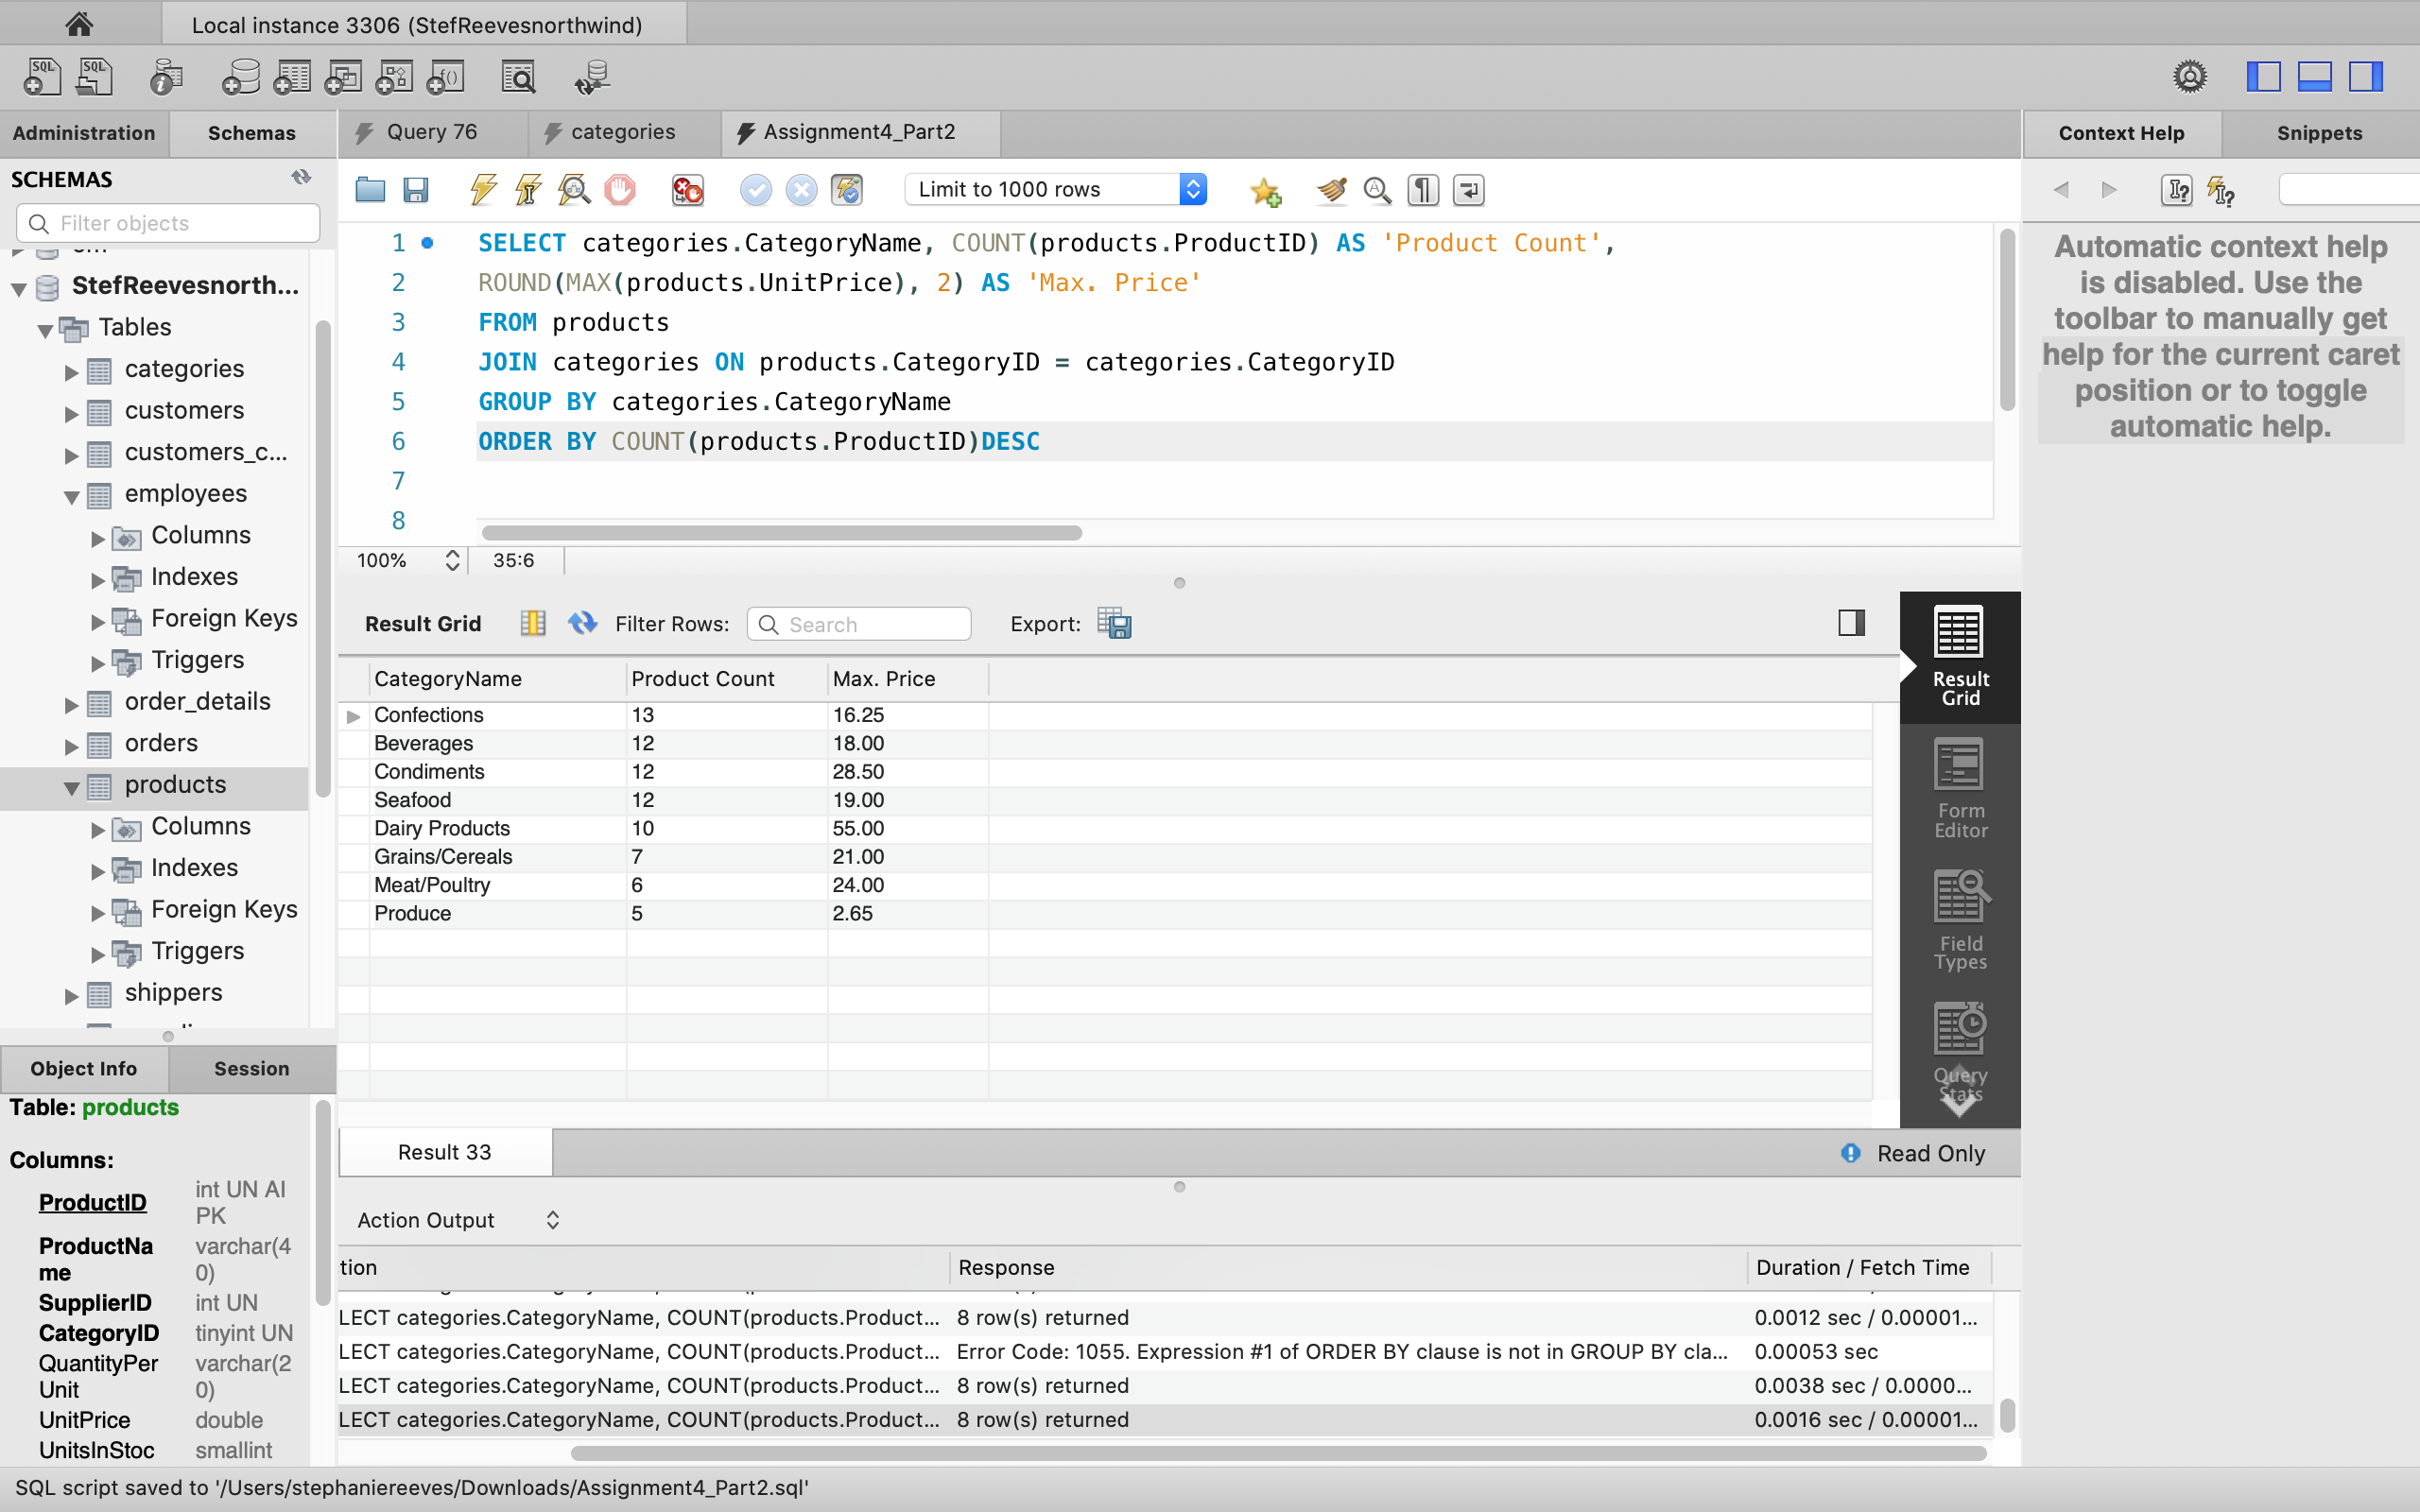 Local instance 3306 (StefReevesnorthwind)
Administration
Schemas
Query 76
categories
Assignment4_Part2
Context Help
Snippets
SCHEMAS
Filter objects
Limit to 1000 rows
StefReevesnorth...
Tables
categories
customers
customers_c...
employees
Columns
Indexes
Foreign Keys
Triggers
order_details
orders
products
Columns
Indexes
Foreign Keys
Triggers
shippers
1 SELECT categories.CategoryName, COUNT(products.ProductID) AS 'Product Count',
2 ROUND(MAX(products.UnitPrice), 2) AS 'Max. Price'
3 FROM products
4 JOIN categories ON products.CategoryID = categories.CategoryID
5 GROUP BY categories.CategoryName
6 ORDER BY COUNT(products.ProductID)DESC
7
8
100% 35:6
Automatic context help
is disabled. Use the
toolbar to manually get
help for the current caret
position or to toggle
automatic help.
Result Grid Filter Rows: Search Export:
CategoryName Product Count Max. Price
Confections 13 16.25
Beverages 12 18.00
Condiments 12 28.50
Seafood 12 19.00
Dairy Products 10 55.00
Grains/Cereals 7 21.00
Meat/Poultry 6 24.00
Produce 5 2.65
Result
Grid
Form
Editor
Field
Types
Query
Stats
Result 33
Read Only
Object Info
Session
Table: products
Columns:
ProductID int UN AI
PK
ProductNa varchar(4
me 0)
SupplierID int UN
CategoryID tinyint UN
QuantityPer varchar(2
Unit 0)
UnitPrice double
UnitsInStoc smallint
Action Output
tion Response Duration / Fetch Time
LECT categories.CategoryName, COUNT(products.Product... 8 row(s) returned 0.0012 sec / 0.00001...
LECT categories.CategoryName, COUNT(products.Product... Error Code: 1055. Expression #1 of ORDER BY clause is not in GROUP BY cla... 0.00053 sec
LECT categories.CategoryName, COUNT(products.Product... 8 row(s) returned 0.0038 sec / 0.0000...
LECT categories.CategoryName, COUNT(products.Product... 8 row(s) returned 0.0016 sec / 0.00001...
SQL script saved to '/Users/stephaniereeves/Downloads/Assignment4_Part2.sql'